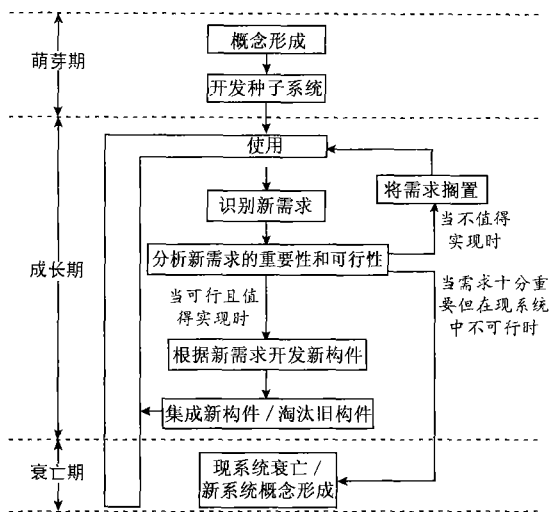 概念形成
萌芽期
开发种子系统
使用
将需求搁置
识别新需求
当不值得
实现时
分析新需求的重要性和可行性
成长期
当可行且值
得实现时
当需求十分重
要但在现系统
中不可行时
根据新需求开发新构件
集成新构件/淘汰旧构件
衰亡期
现系统衰亡/
新系统概念形成